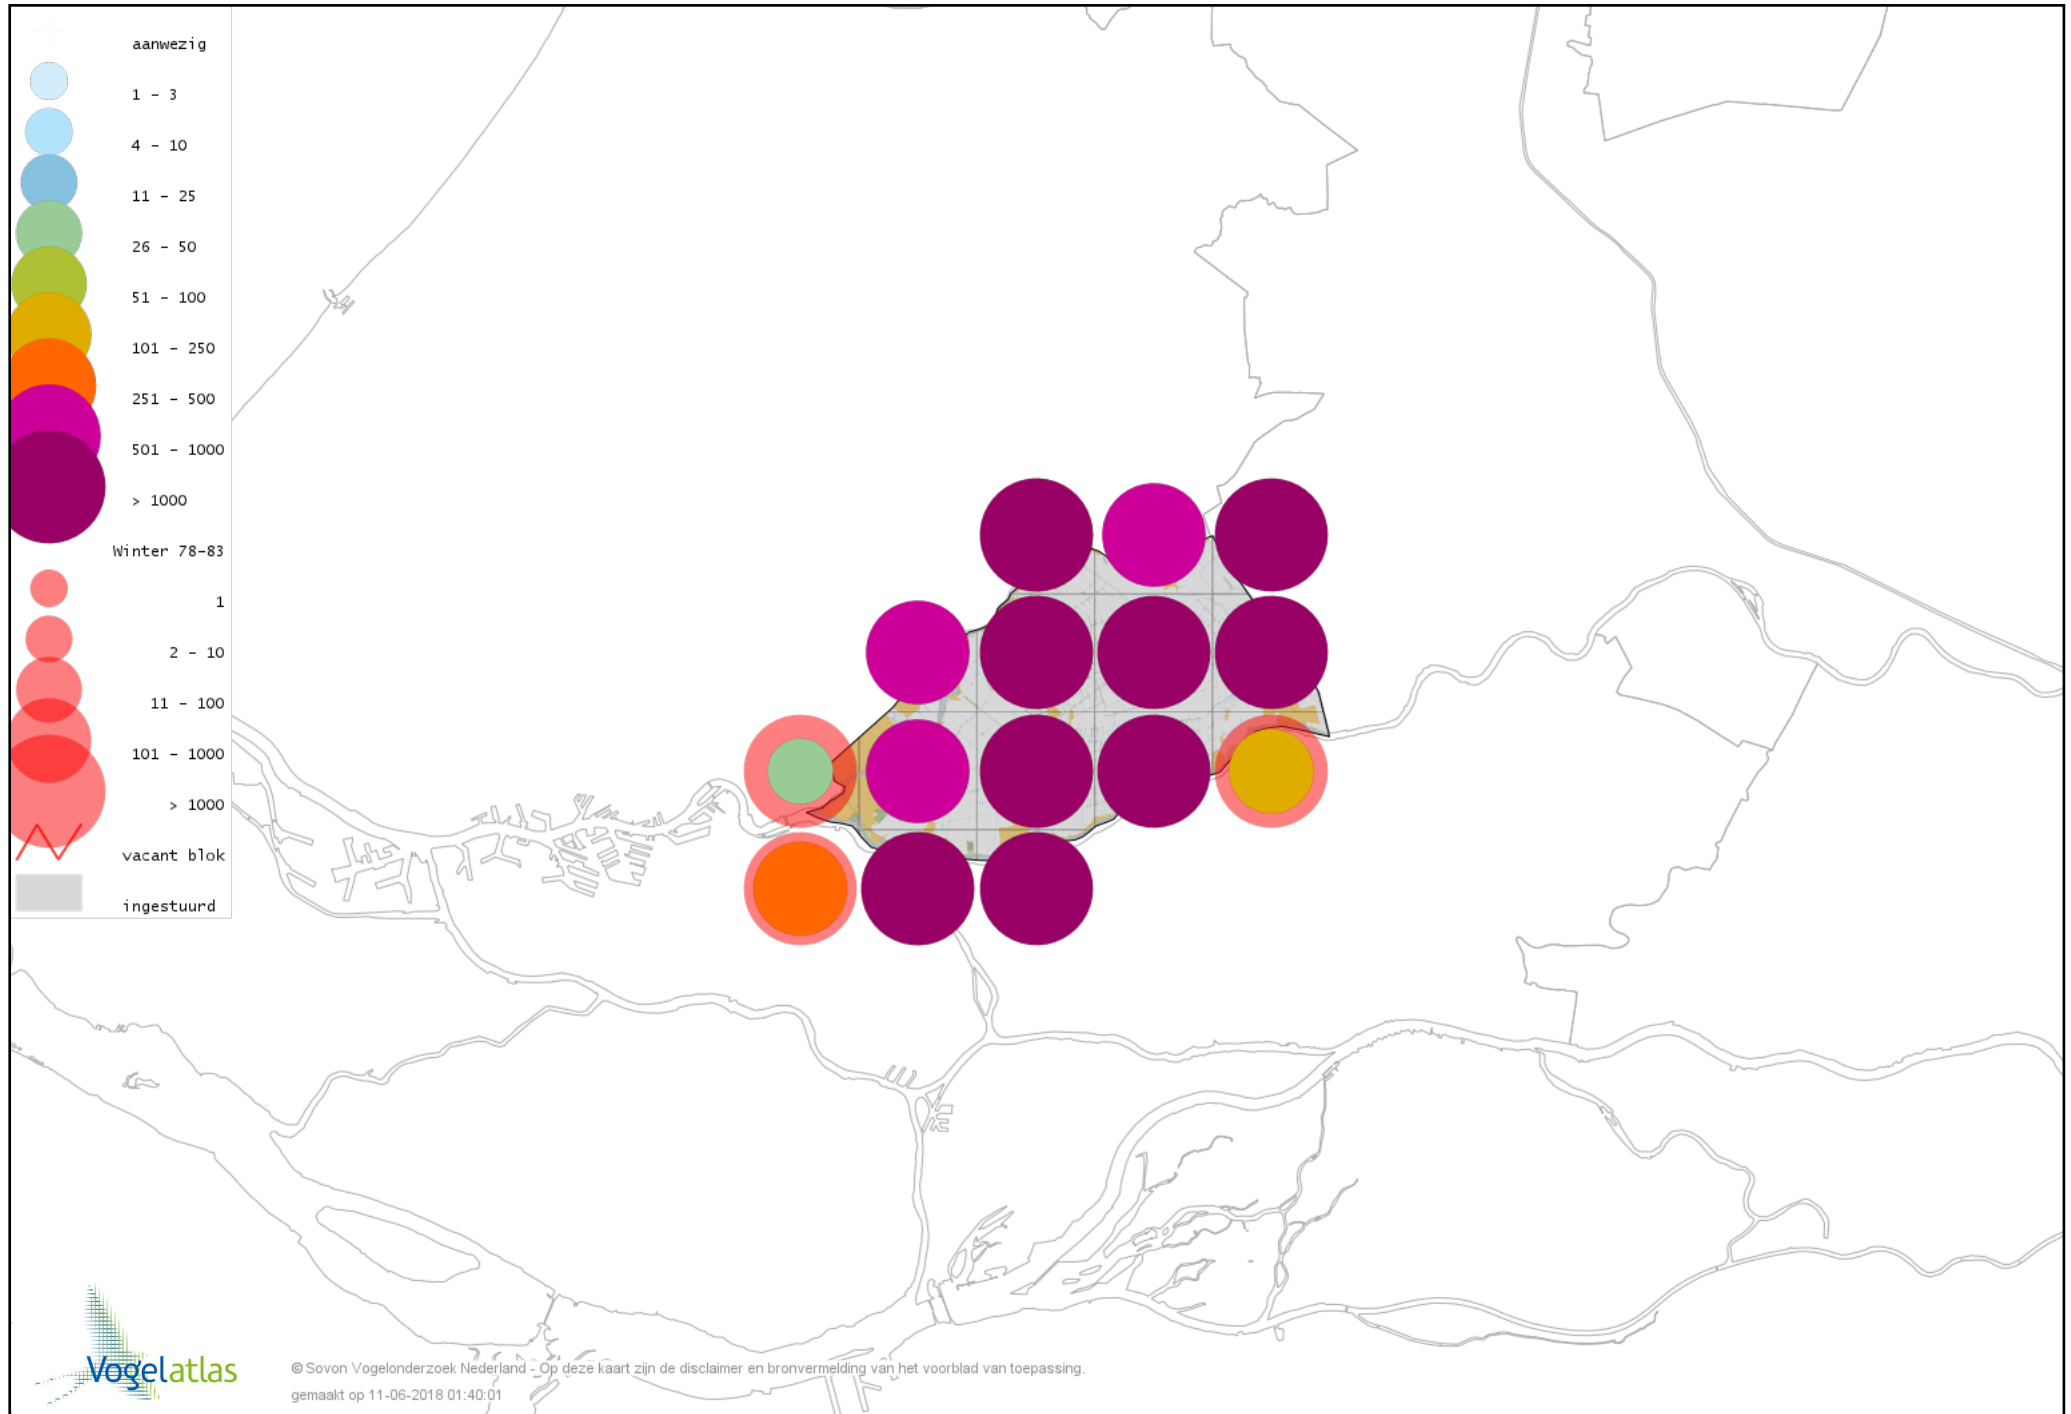 aanwezig
1 - 3
4 - 10
11 - 25
26 - 50
51 - 100
101 - 250
251 - 500
501 - 1000
> 1000
Winter 78-83
1
2 - 10
11 - 100
101 - 1000
> 1000
vacant blok
ingestuurd
Vogelatlas
© Sovon Vogelonderzoek Nederland - Op deze kaart zijn de disclaimer en bronvermelding van het voorblad van toepassing.
gemaakt op 11-06-2018 01:40:01